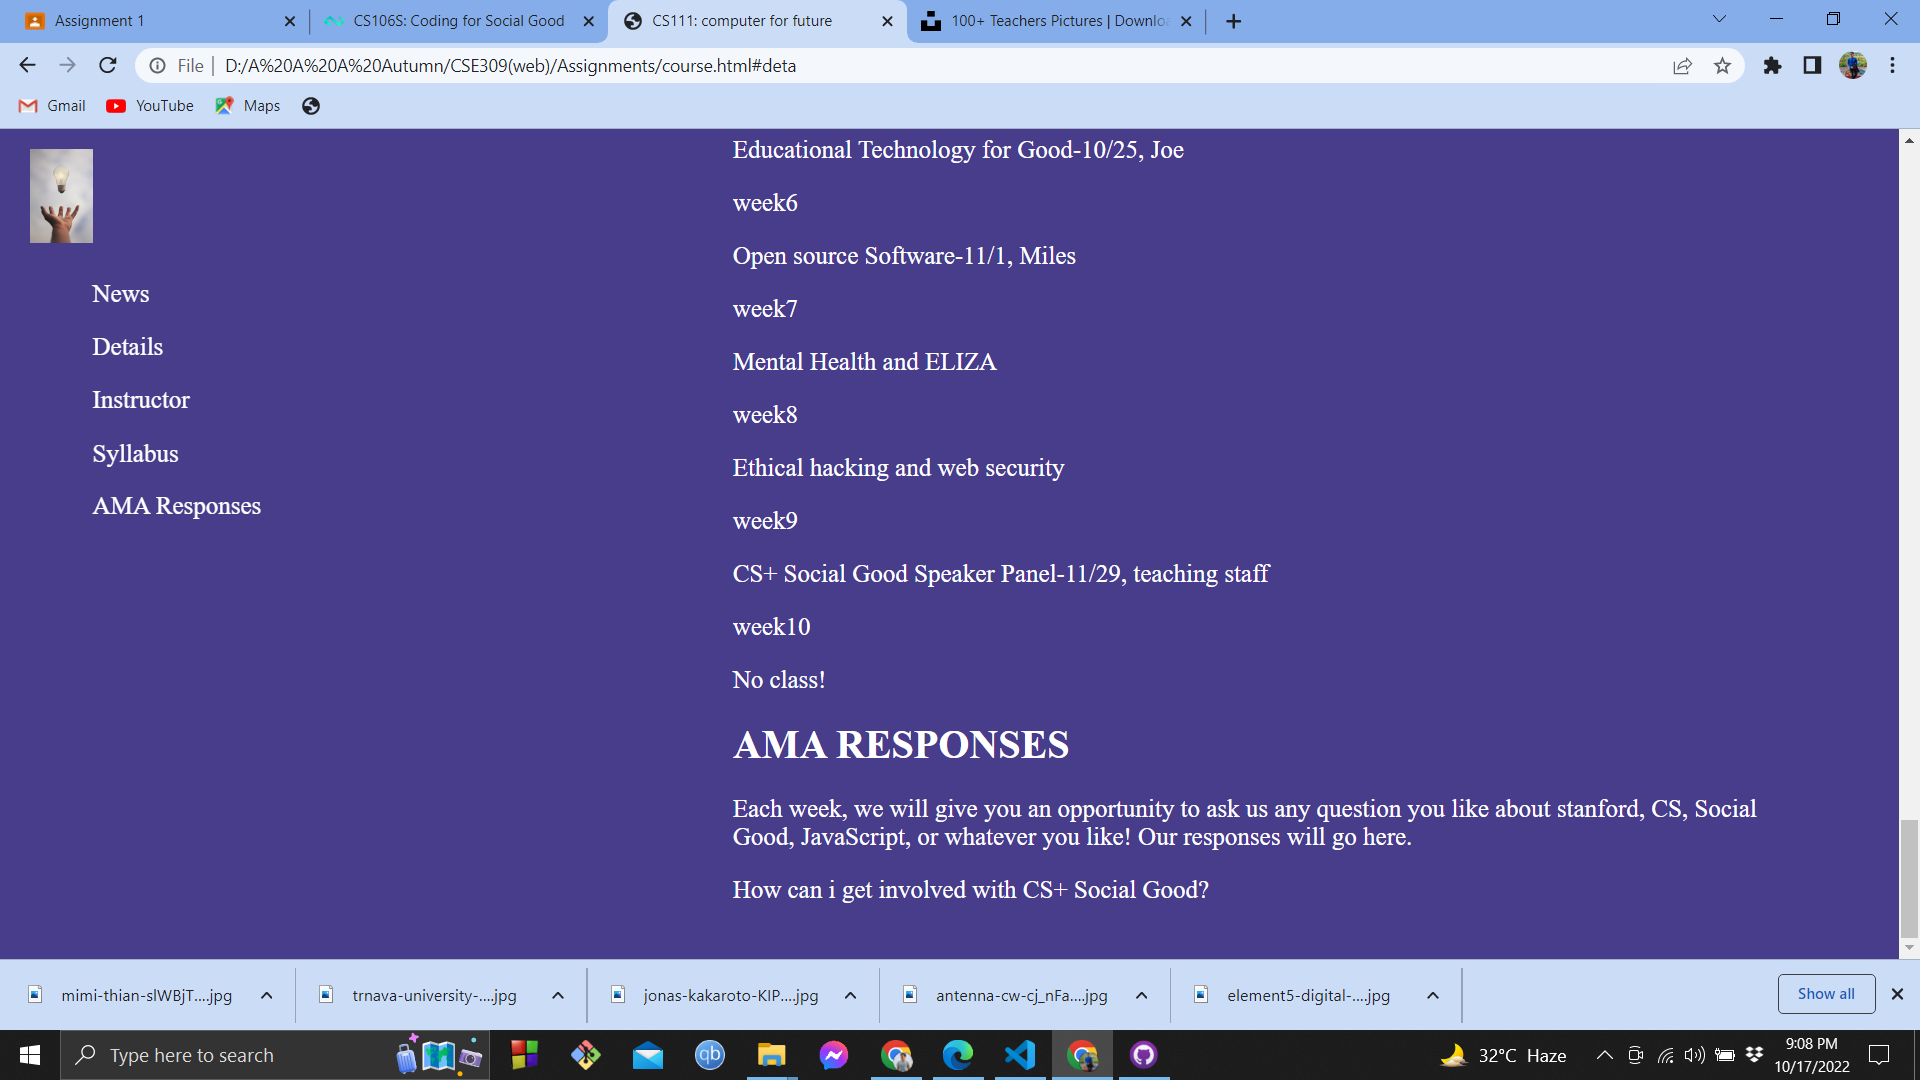 Assignment 1
CS106S: Coding for Social Good
CS111: computer for future
100+ Teachers Pictures | Downlo
File
D:/A%20A%20A%20Autumn/CSE309(web)/Assignments/course.html#deta
Gmail
YouTube
Maps
News
Details
Instructor
Syllabus
AMA Responses
Educational Technology for Good-10/25, Joe
week6
Open source Software-11/1, Miles
week7
Mental Health and ELIZA
week8
Ethical hacking and web security
week9
CS+ Social Good Speaker Panel-11/29, teaching staff
week10
No class!
AMA RESPONSES
Each week, we will give you an opportunity to ask us any question you like about stanford, CS, Social
Good, JavaScript, or whatever you like! Our responses will go here.
How can i get involved with CS+ Social Good?
mimi-thian-slWBjT....jpg
trnava-university-....jpg
jonas-kakaroto-KIP....jpg
antenna-cw-cj_nFa....jpg
element5-digital-....jpg
Show all
Type here to search
qb
32°C Haze
9:08 PM
10/17/2022